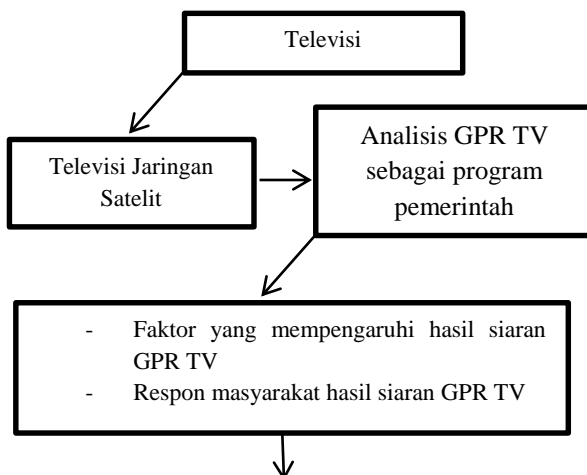 Televisi
Televisi Jaringan
Satelit
Analisis GPR TV
sebagai program
pemerintah
- Faktor yang mempengaruhi hasil siaran
GPR TV
- Respon masyarakat hasil siaran GPR TV